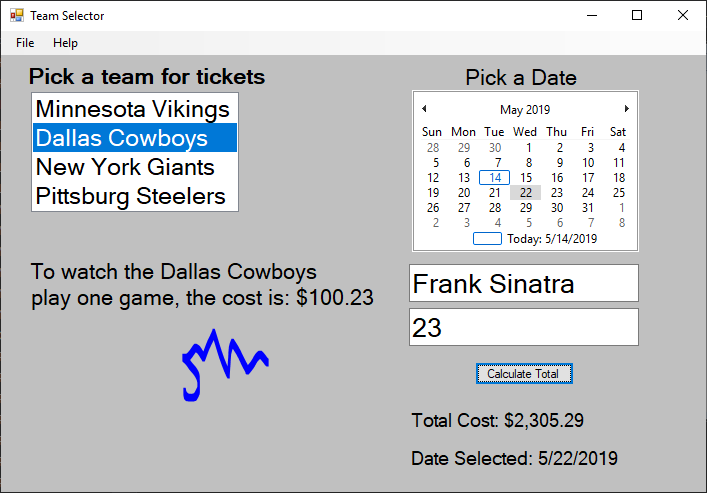 Team Selector
File Help
Pick a team for tickets
Minnesota Vikings
Dallas Cowboys
New York Giants
Pittsburg Steelers
To watch the Dallas Cowboys
play one game, the cost is: $100.23
Pick a Date
May 2019
Sun Mon Tue Wed Thu Fri Sat
28 29 30 1 2 3 4
5 6 7 8 9 10 11
12 13 14 15 16 17 18
19 20 21 22 23 24 25
26 27 28 29 30 31 1
2 3 4 5 6 7 8
Today: 5/14/2019
Frank Sinatra
23
Calculate Total
Total Cost: $2,305.29
Date Selected: 5/22/2019